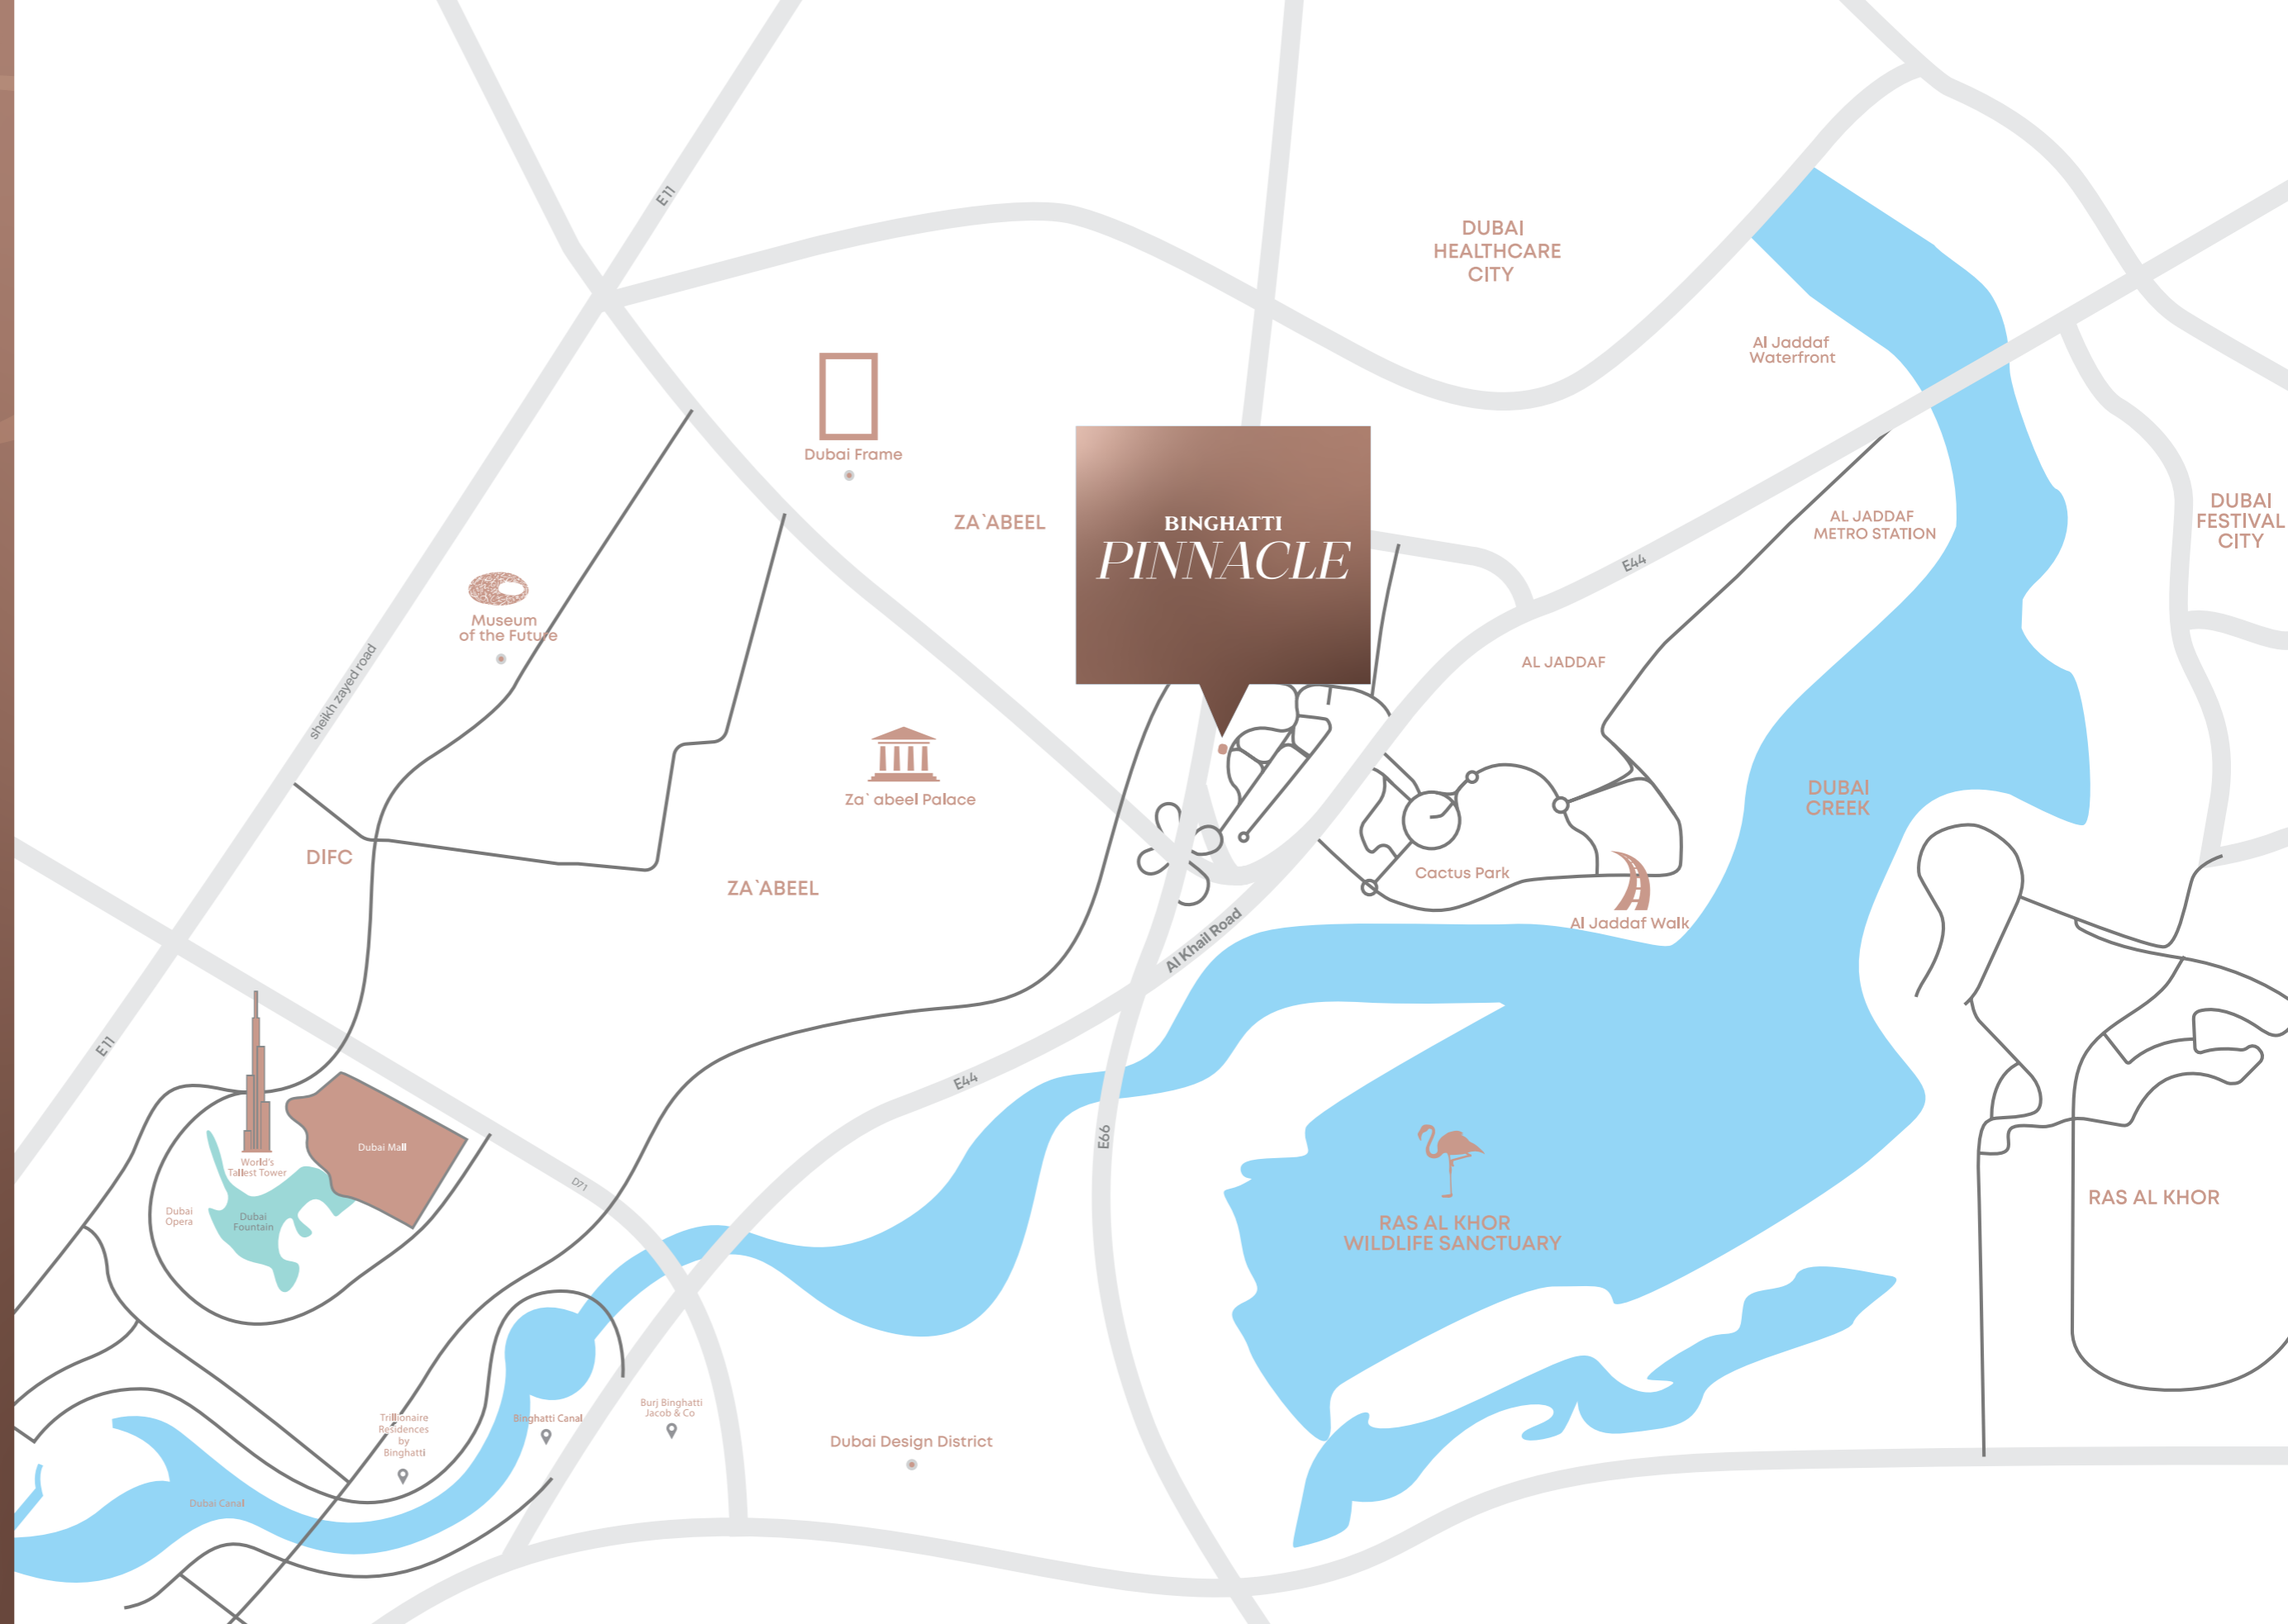 E11
DUBAI
HEALTHCARE
CITY
Al Jaddaf
Waterfront
Dubai Frame
ZA`ABEEL
BINGHATTI
PINNACLE
DUBAI
FESTIVAL
CITY
AL JADDAF
METRO STATION
E44
Museum
of the Future
sheikh zayed road
AL JADDAF
Za` abeel Palace
DUBAI
CREEK
DIFC
ZA`ABEEL
Cactus Park
Al Jaddaf Walk
Al Khail Road
E11
E44
E66
Dubai Mall
World's
Tallest Tower
D71
Dubai
Opera
Dubai
Fountain
RAS AL KHOR
RAS AL KHOR
WILDLIFE SANCTUARY
Trillionaire
Residences
by
Binghatti
Binghatti Canal
Burj Binghatti
Jacob & Co
Dubai Design District
Dubai Canal